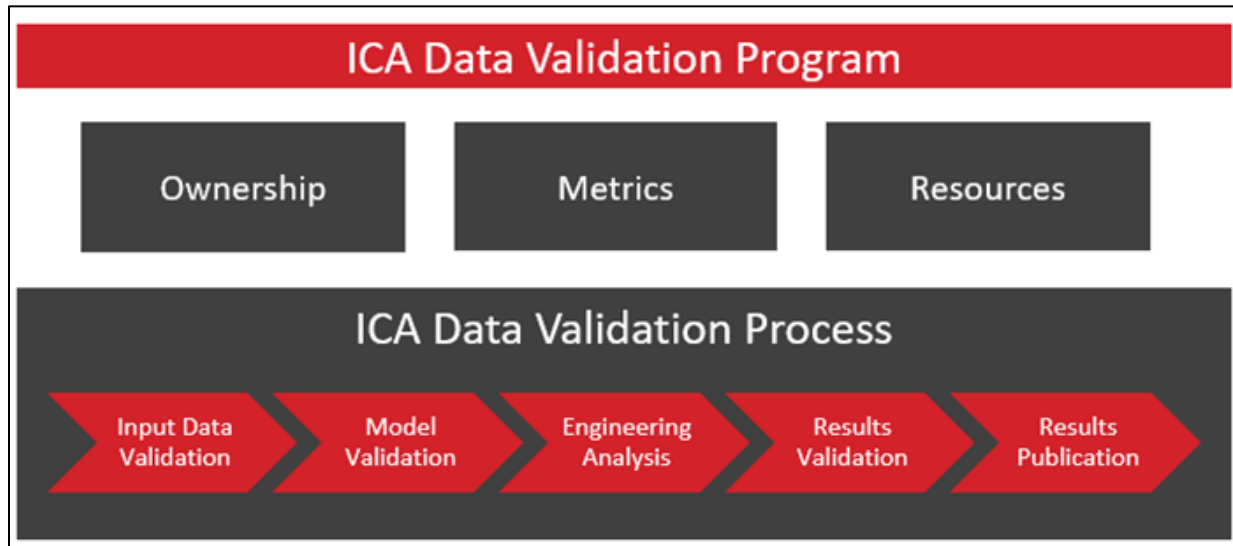 ICA Data Validation Program
Ownership
Metrics
Resources
ICA Data Validation Process
Input Data
Validation
Model
Validation
Engineering
Analysis
Results
Validation
Results
Publication